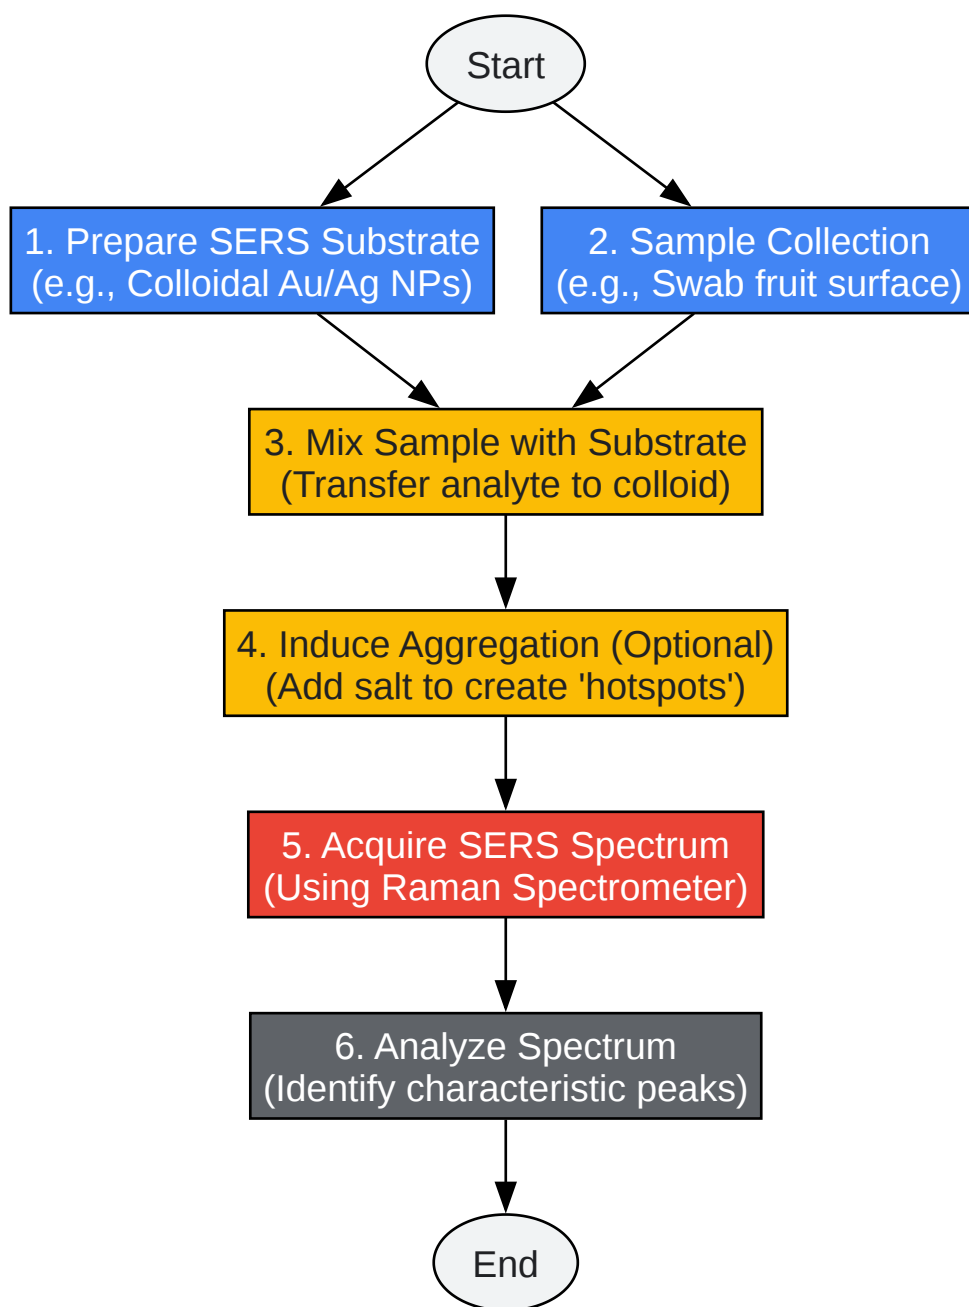 Start
1. Prepare SERS Substrate
(e.g., Colloidal Au/Ag NPs)
2. Sample Collection
(e.g., Swab fruit surface)
3. Mix Sample with Substrate
(Transfer analyte to colloid)
4. Induce Aggregation (Optional)
(Add salt to create 'hotspots')
5. Acquire SERS Spectrum
(Using Raman Spectrometer)
6. Analyze Spectrum
(Identify characteristic peaks)
End